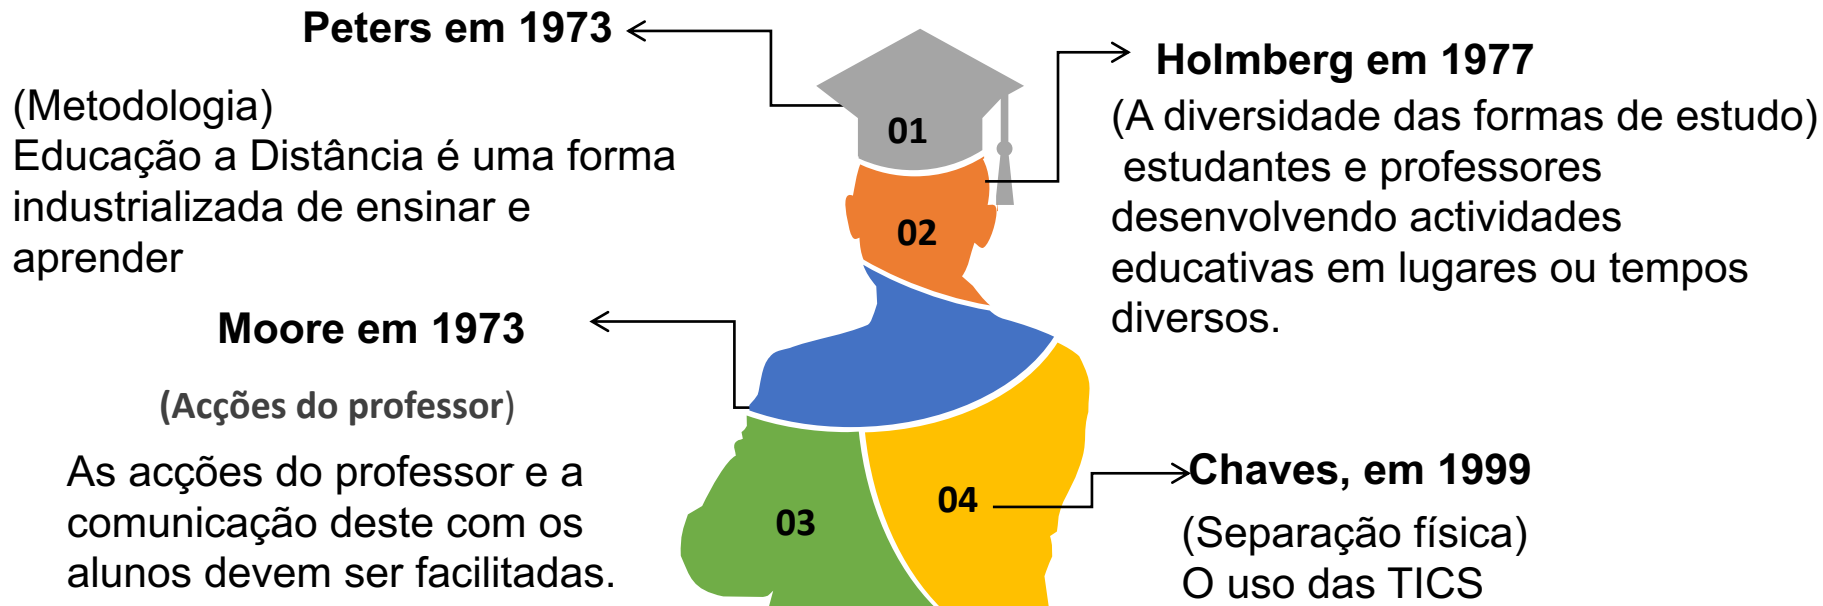 Peters em 1973
(Metodologia)
Educação a Distância é uma forma
industrializada de ensinar e
aprender
Holmberg em 1977
(A diversidade das formas de estudo)
estudantes e professores
desenvolvendo actividades
educativas em lugares ou tempos
diversos.
01
02
Moore em 1973
(Acções do professor)
As acções do professor e a
comunicação deste com os
alunos devem ser facilitadas.
03
04
Chaves, em 1999
(Separação física)
O uso das TICS